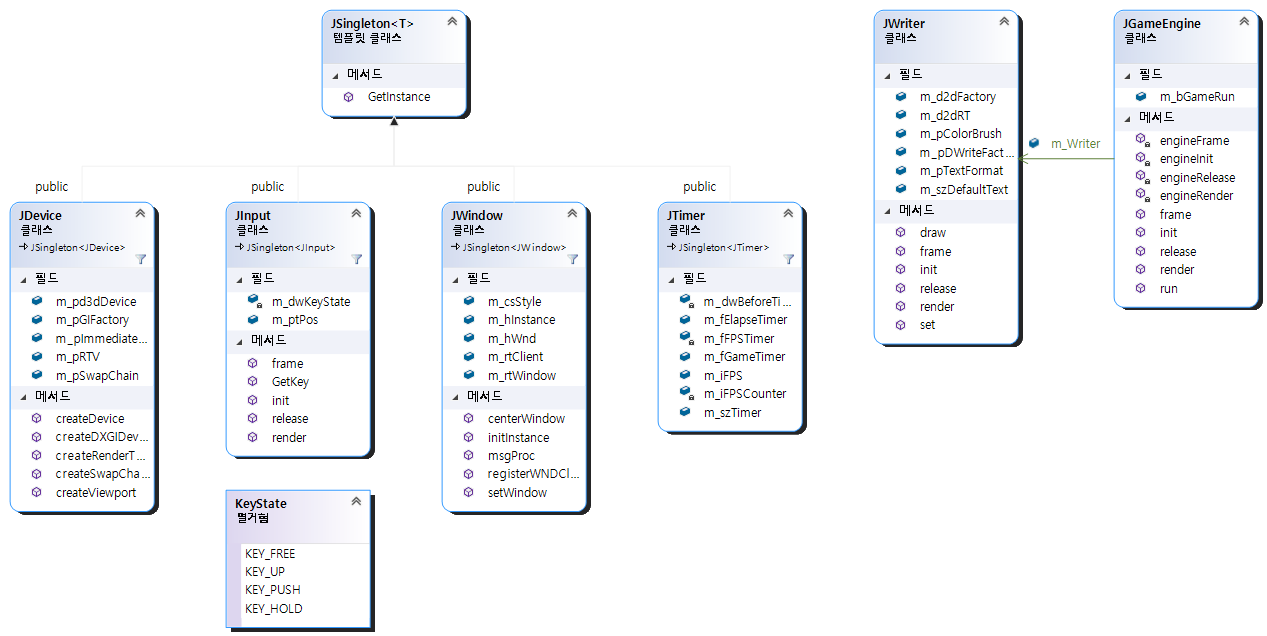 JSingleton<T>
템플릿 클래스
메서드
GetInstance
JWriter
클래스
필드
m_d2dFactory
m_d2dRT
m_pColorBrush
m_pDWriteFact...
m_pTextFormat
m_szDefaultText
메서드
draw
frame
init
release
render
set
m_Writer
JGameEngine
클래스
필드
m_bGameRun
메서드
engineFrame
engineInit
engineRelease
engineRender
frame
init
release
render
run
public
JDevice
클래스
JSingleton<JDevice>
필드
m_pd3dDevice
m_pGIFactory
m_pImmediate...
m_pRTV
m_pSwapChain
메서드
createDevice
createDXGIDev...
createRenderT...
createSwapCha...
createViewport
public
JInput
클래스
JSingleton<JInput>
필드
m_dwKeyState
m_ptPos
메서드
frame
GetKey
init
release
render
public
JWindow
클래스
JSingleton<JWindow>
필드
m_csStyle
m_hInstance
m_hWnd
m_rtClient
m_rtWindow
메서드
centerWindow
initInstance
msgProc
registerWNDCl...
setWindow
public
JTimer
클래스
JSingleton<JTimer>
필드
m_dwBeforeTi...
m_fElapseTimer
m_fFPSTimer
m_fGameTimer
m_iFPS
m_iFPSCounter
m_szTimer
KeyState
열거형
KEY_FREE
KEY_UP
KEY_PUSH
KEY_HOLD